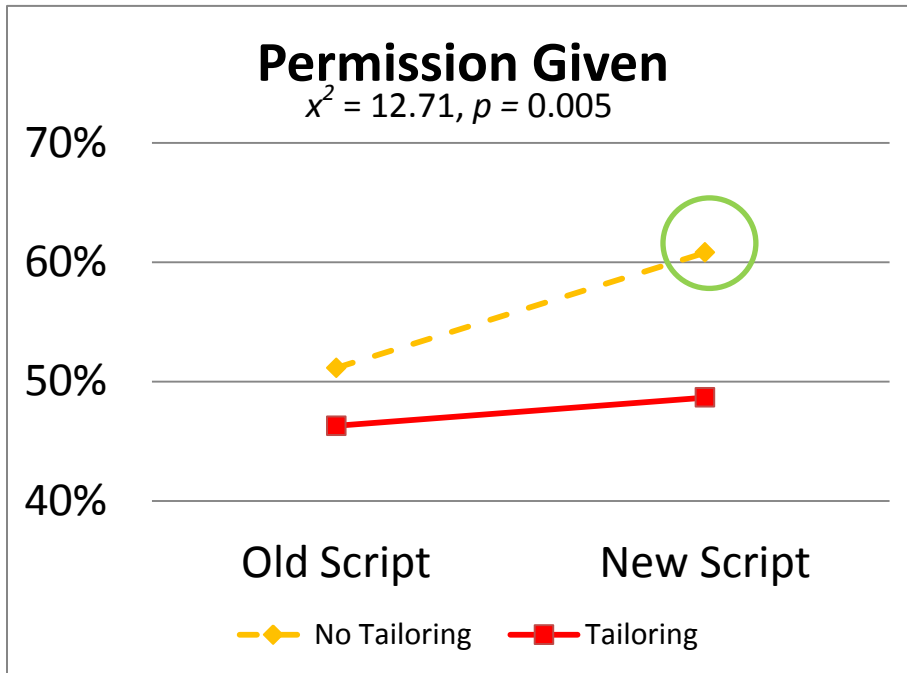 Permission Given
x² = 12.71, p = 0.005
70%
60%
50%
40%
Old Script New Script
No Tailoring Tailoring